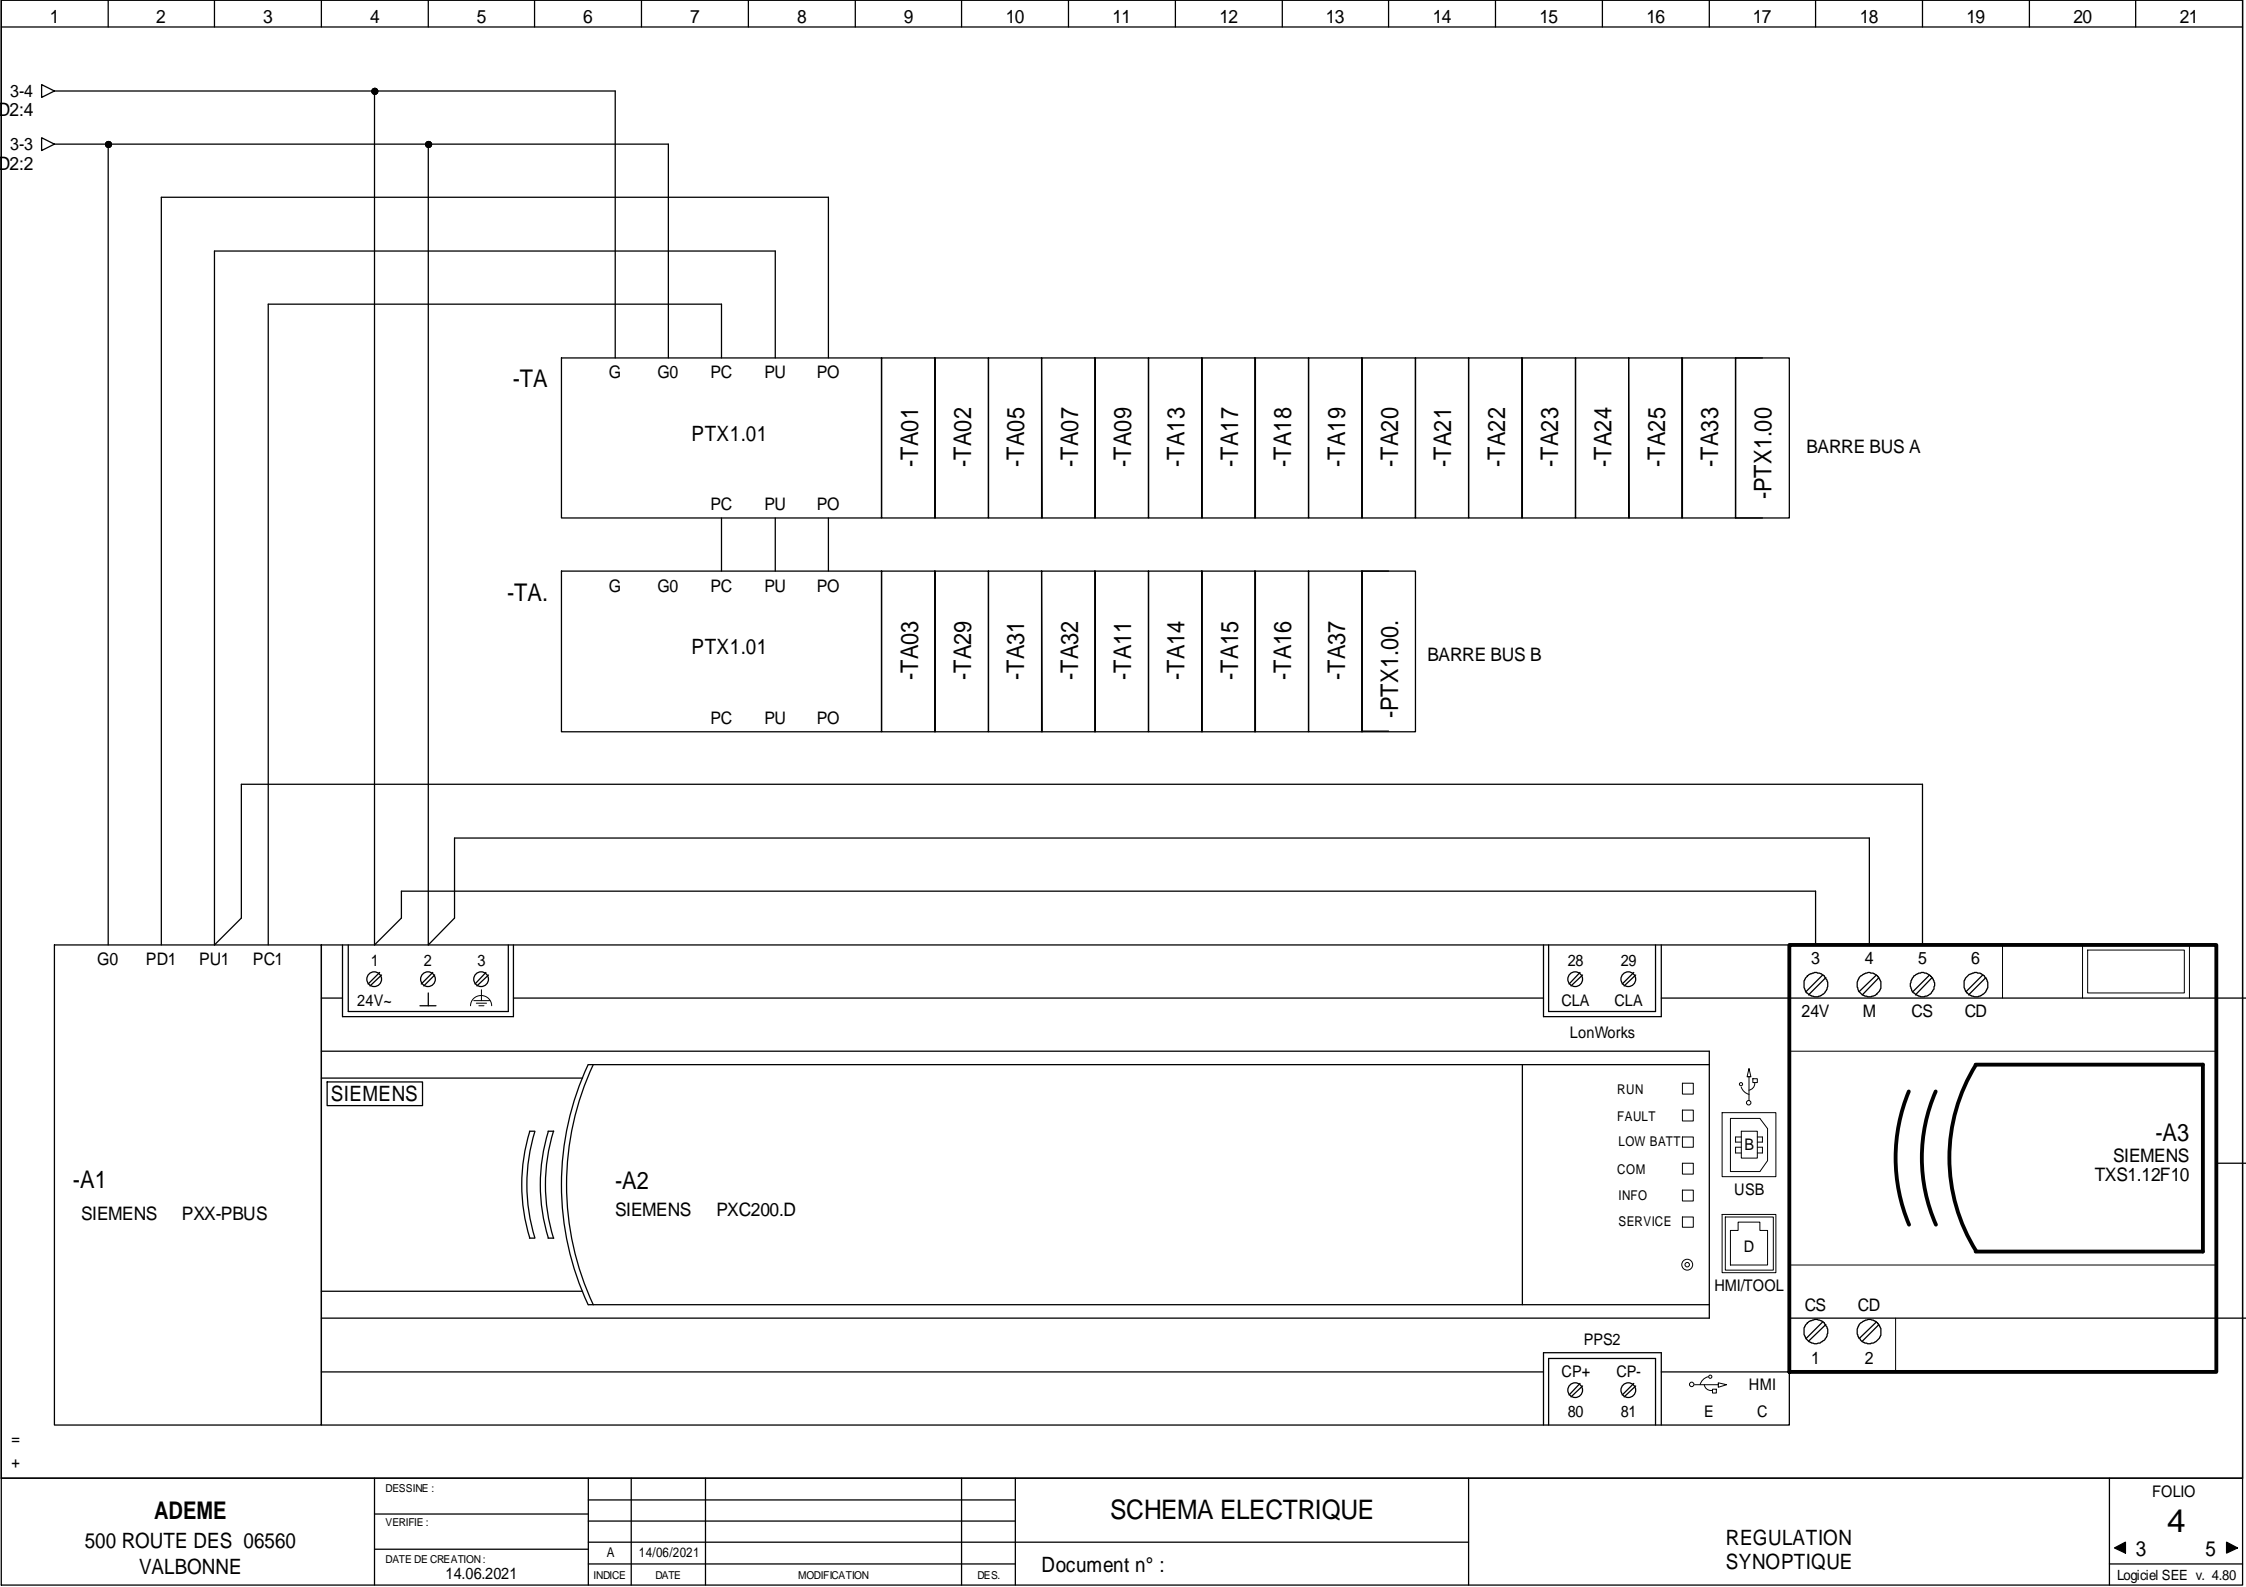 1 2 3 4 5 6 7 8 9 10 11 12 13 14 15 16 17 18 19 20 21
3-4
D2:4
3-3
D2:2
-TA
G G0 PC PU PO
PTX1.01
PC PU PO
-TA01
-TA02
-TA05
-TA07
-TA09
-TA13
-TA17
-TA18
-TA19
-TA20
-TA21
-TA22
-TA23
-TA24
-TA25
-TA33
-PTX1.00
BARRE BUS A
-TA.
G G0 PC PU PO
PTX1.01
PC PU PO
-TA03
-TA29
-TA31
-TA32
-TA11
-TA14
-TA15
-TA16
-TA37
-PTX1.00.
BARRE BUS B
G0 PD1 PU1 PC1
-A1
SIEMENS PXX-PBUS
1 2 3
24V~
SIEMENS
-A2
SIEMENS PXC200.D
28 29
CLA CLA
LonWorks
RUN
FAULT
LOW BATT
COM
INFO
SERVICE
B
USB
D
HMI/TOOL
PPS2
CP+ CP-
80 81
HMI
E C
3 4 5 6
24V M CS CD
-A3
SIEMENS
TXS1.12F10
CS CD
1 2
=
+
ADEME
500 ROUTE DES 06560
VALBONNE
DESSINE :
VERIFIE :
DATE DE CREATION :
14.06.2021
A 14/06/2021
INDICE DATE MODIFICATION DES.
SCHEMA ELECTRIQUE
Document n° :
REGULATION
SYNOPTIQUE
FOLIO
4
3 5
Logiciel SEE v. 4.80